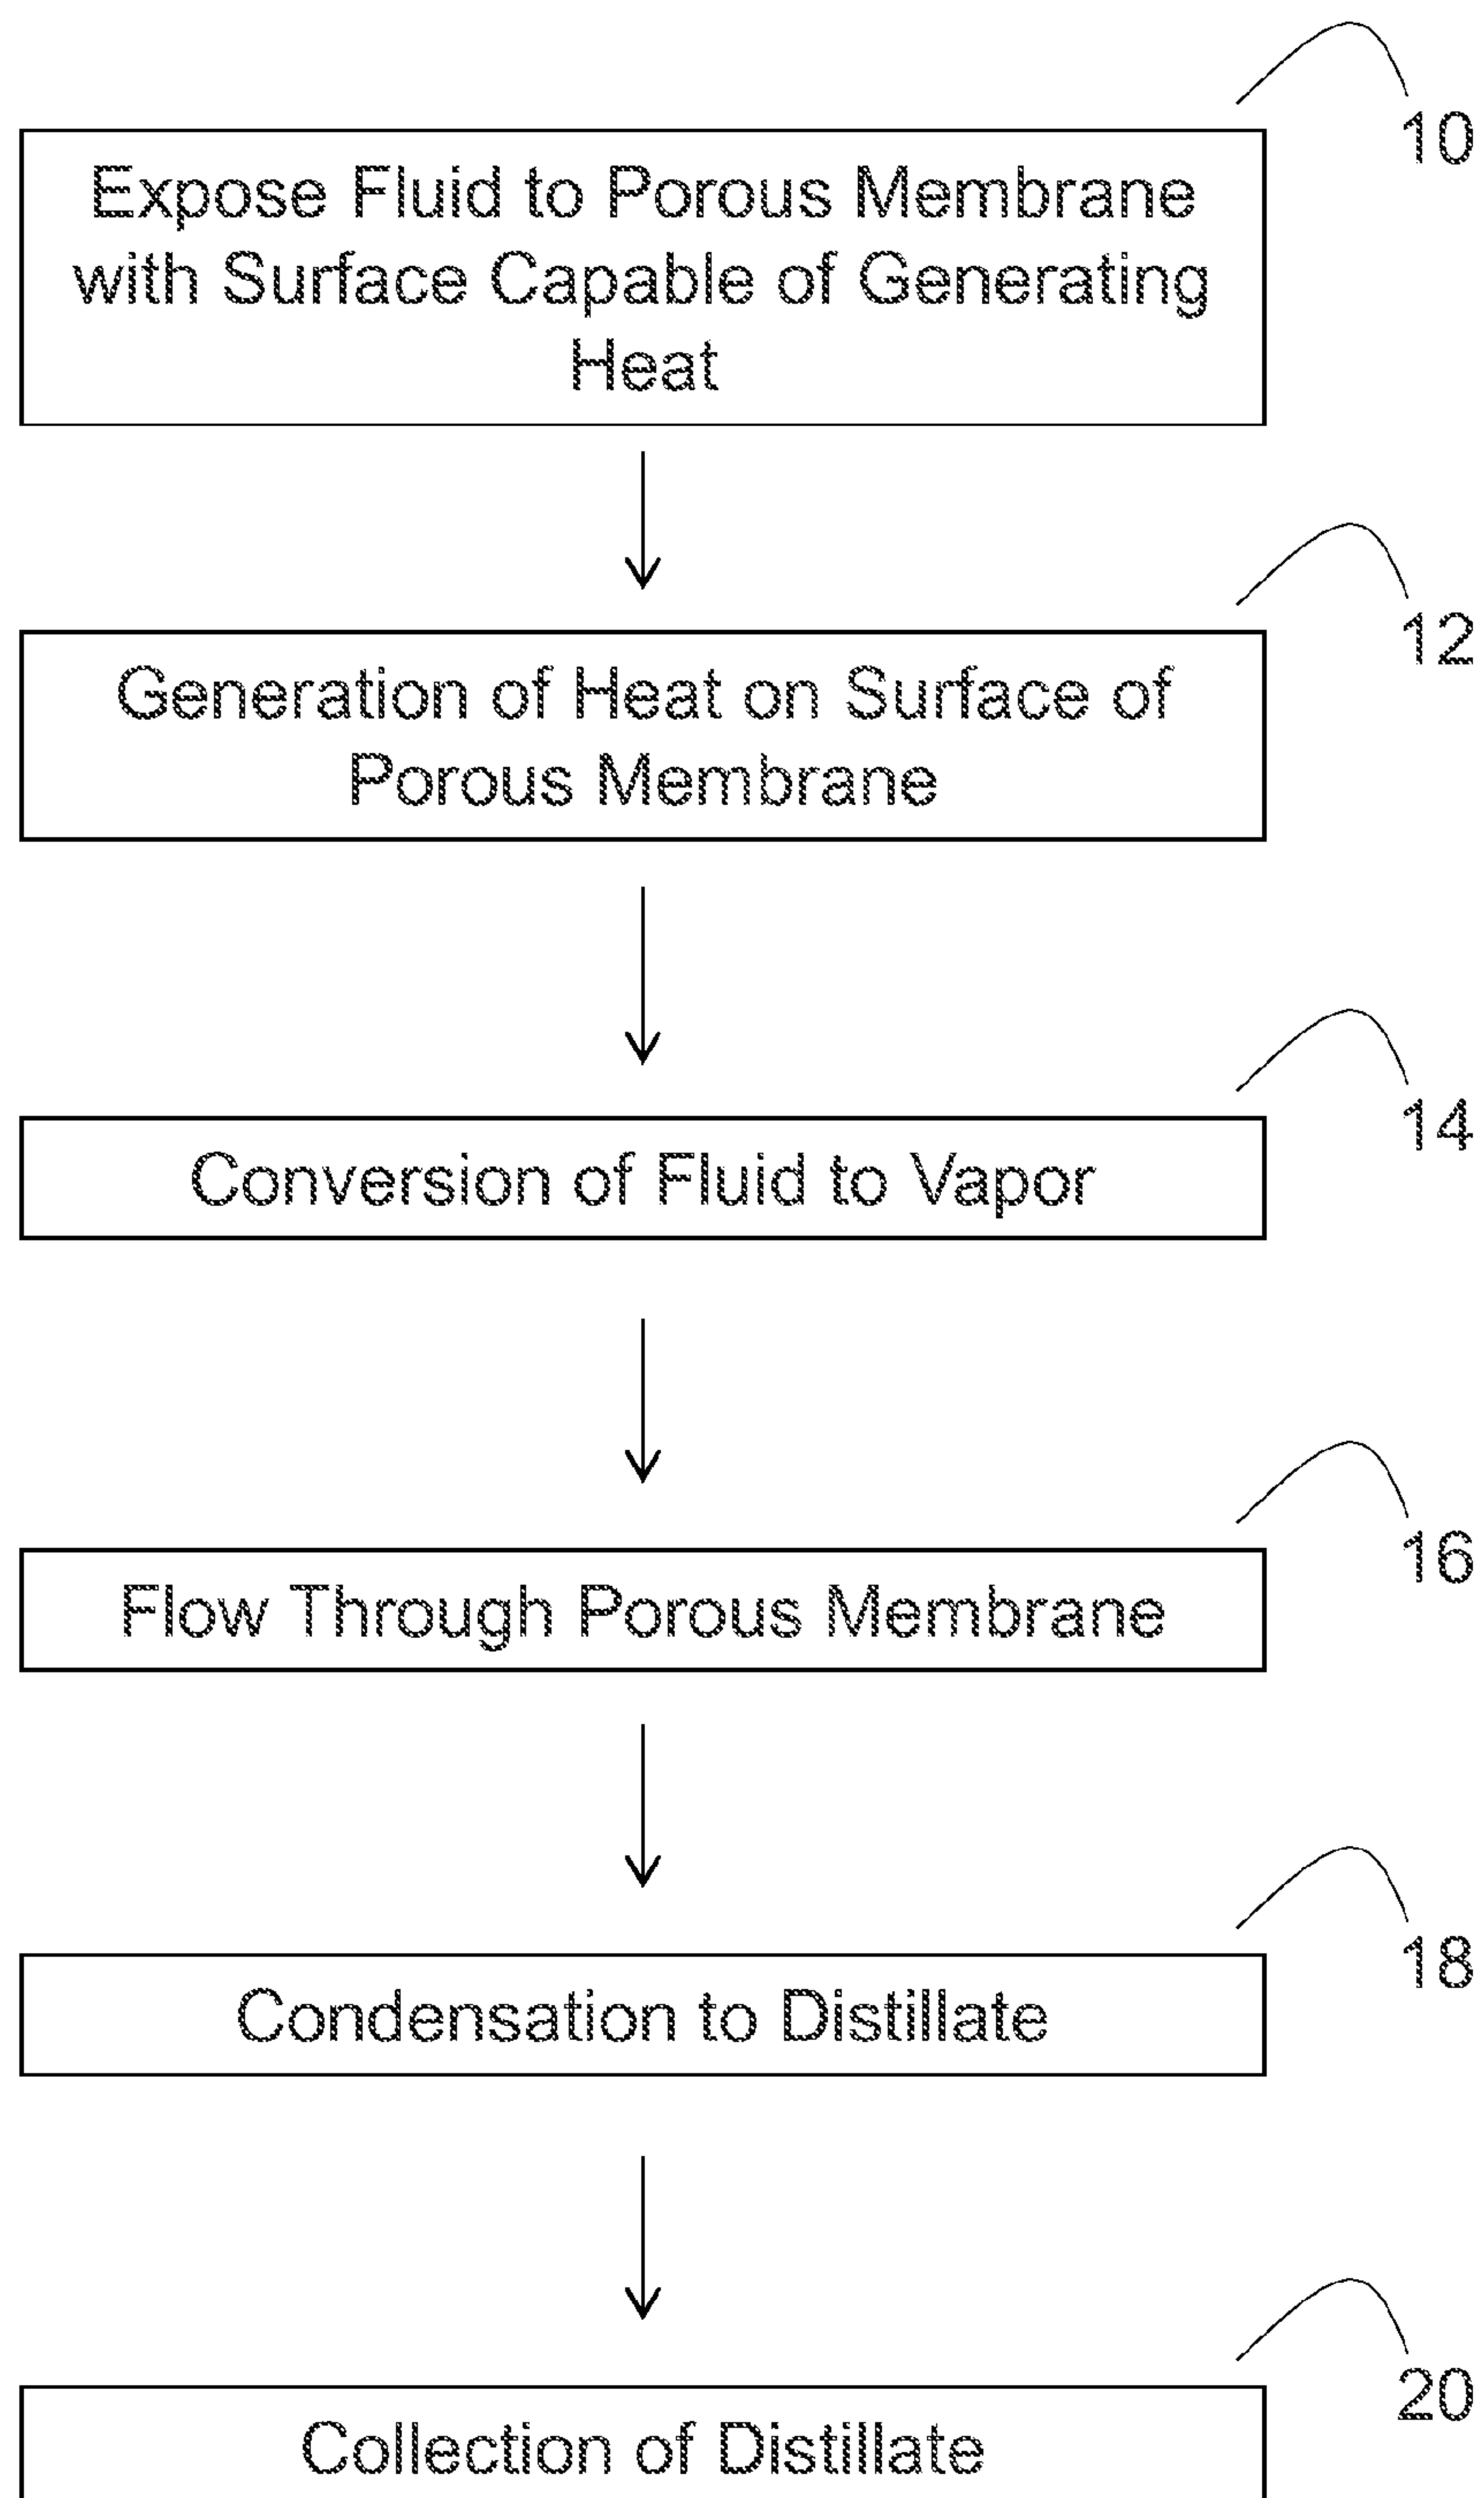 10
Expose Fluid to Porous Membrane
with Surface Capable of Generating
Heat
12
Generation of Heat on Surface of
Porous Membrane
14
Conversion of Fluid to Vapor
16
Flow Through Porous Membrane
18
Condensation to Distillate
20
Collection of Distillate